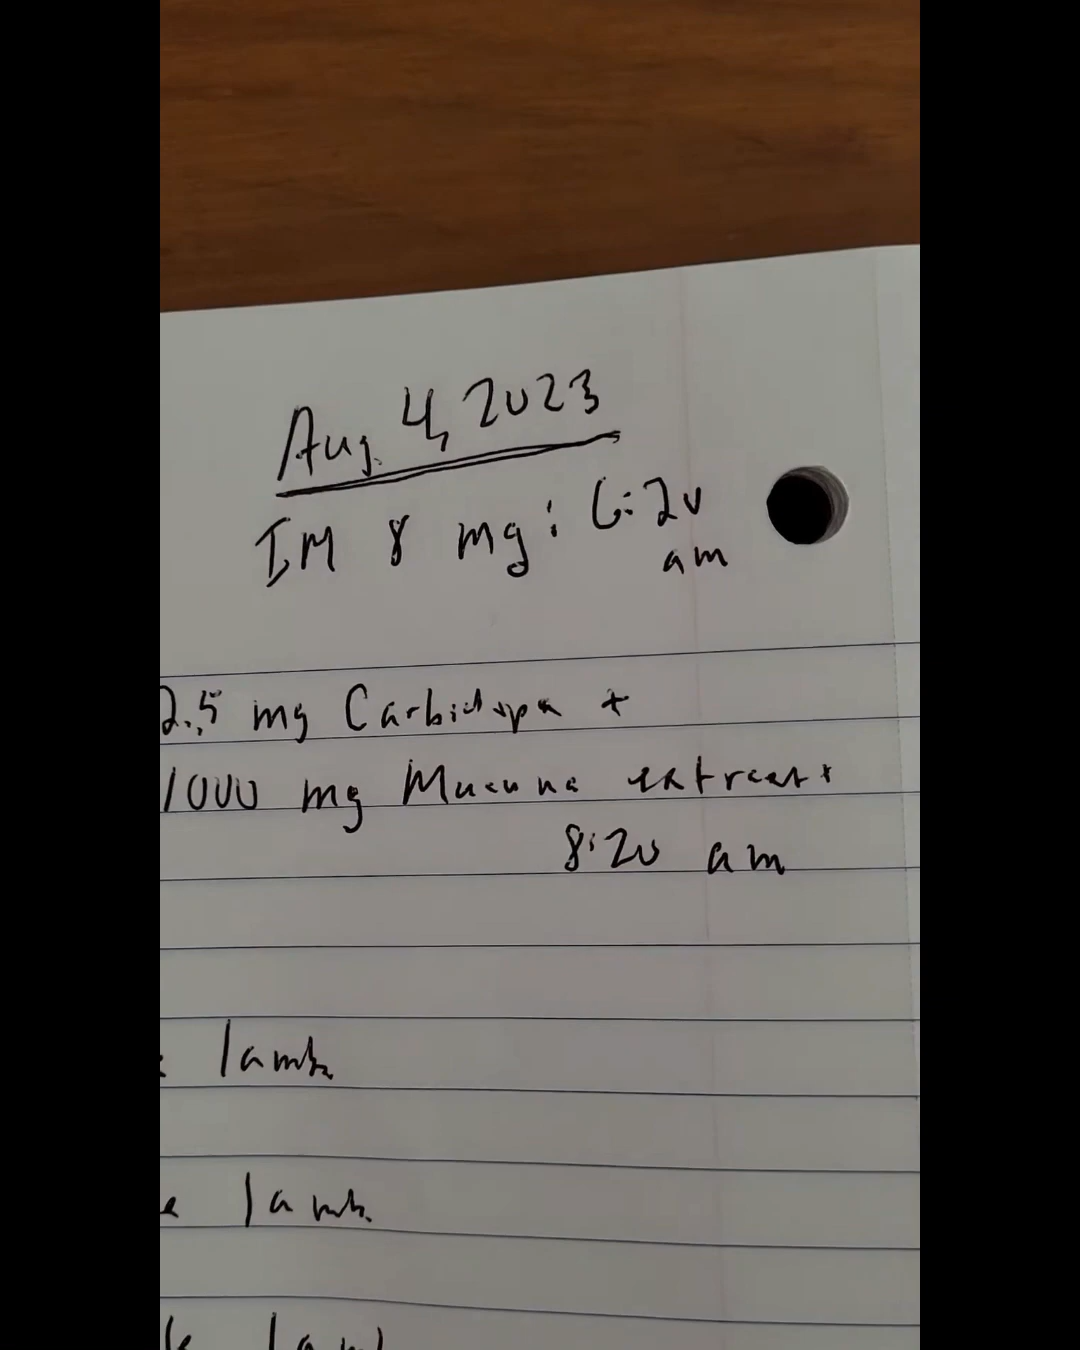 Aug. 4, 2023
IM 8 mg: 6:20
am
2.5 mg Carbidopa +
1000 mg Mucuna extract
8:20 am
lamb
lamb
lamb